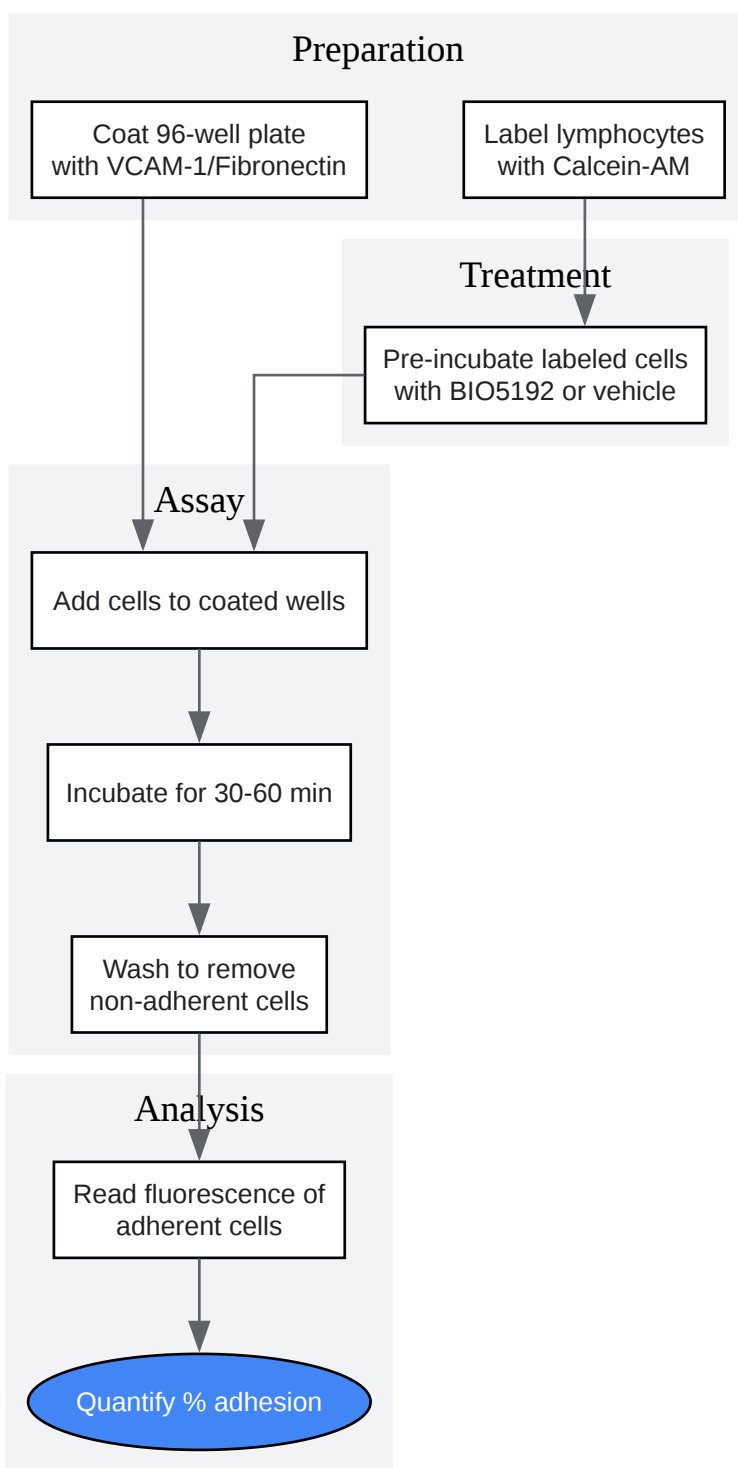 Preparation
Coat 96-well plate
with VCAM-1/Fibronectin
Label lymphocytes
with Calcein-AM
Treatment
Pre-incubate labeled cells
with BIO5192 or vehicle
Assay
Add cells to coated wells
Incubate for 30-60 min
Wash to remove
non-adherent cells
Analysis
Read fluorescence of
adherent cells
Quantify % adhesion